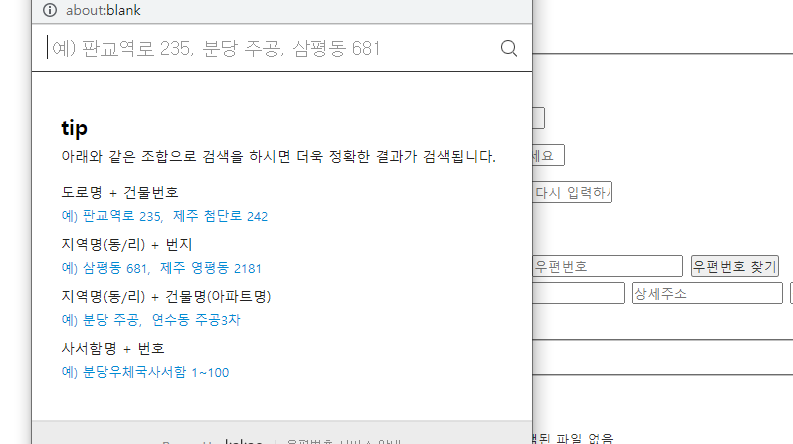 about:blank
예) 판교역로 235, 분당 주공, 삼평동 681
tip
아래와 같은 조합으로 검색을 하시면 더욱 정확한 결과가 검색됩니다.
도로명 + 건물번호
예) 판교역로 235, 제주 첨단로 242
지역명(동/리) + 번지
예) 삼평동 681, 제주 영평동 2181
지역명(동/리) + 건물명(아파트명)
예) 분당 주공, 연수동 주공3차
사서함명 + 번호
예) 분당우체국사서함 1~100
세요
다시 입력하시
우편번호
우편번호 찾기
상세주소
파일 없음